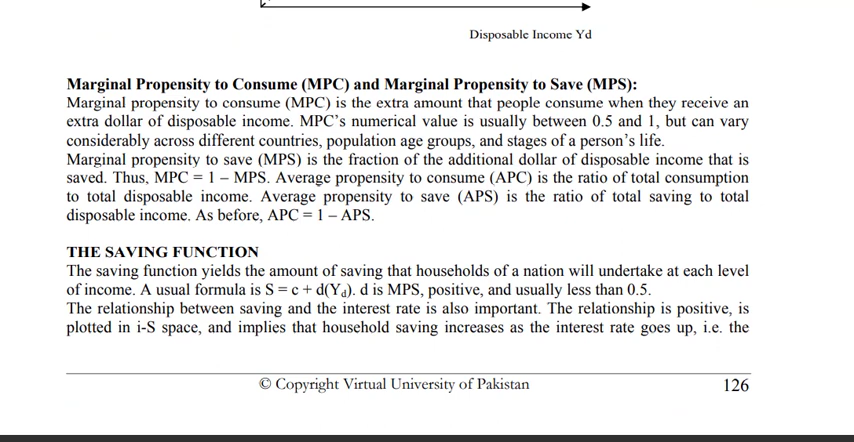 Disposable Income Yd
Marginal Propensity to Consume (MPC) and Marginal Propensity to Save (MPS):
Marginal propensity to consume (MPC) is the extra amount that people consume when they receive an
extra dollar of disposable income. MPC's numerical value is usually between 0.5 and 1, but can vary
considerably across different countries, population age groups, and stages of a person's life.
Marginal propensity to save (MPS) is the fraction of the additional dollar of disposable income that is
saved. Thus, MPC = 1 – MPS. Average propensity to consume (APC) is the ratio of total consumption
to total disposable income. Average propensity to save (APS) is the ratio of total saving to total
disposable income. As before, APC = 1 – APS.
THE SAVING FUNCTION
The saving function yields the amount of saving that households of a nation will undertake at each level
of income. A usual formula is S = c + d(Yd). d is MPS, positive, and usually less than 0.5.
The relationship between saving and the interest rate is also important. The relationship is positive, is
plotted in i-S space, and implies that household saving increases as the interest rate goes up, i.e. the
© Copyright Virtual University of Pakistan 126